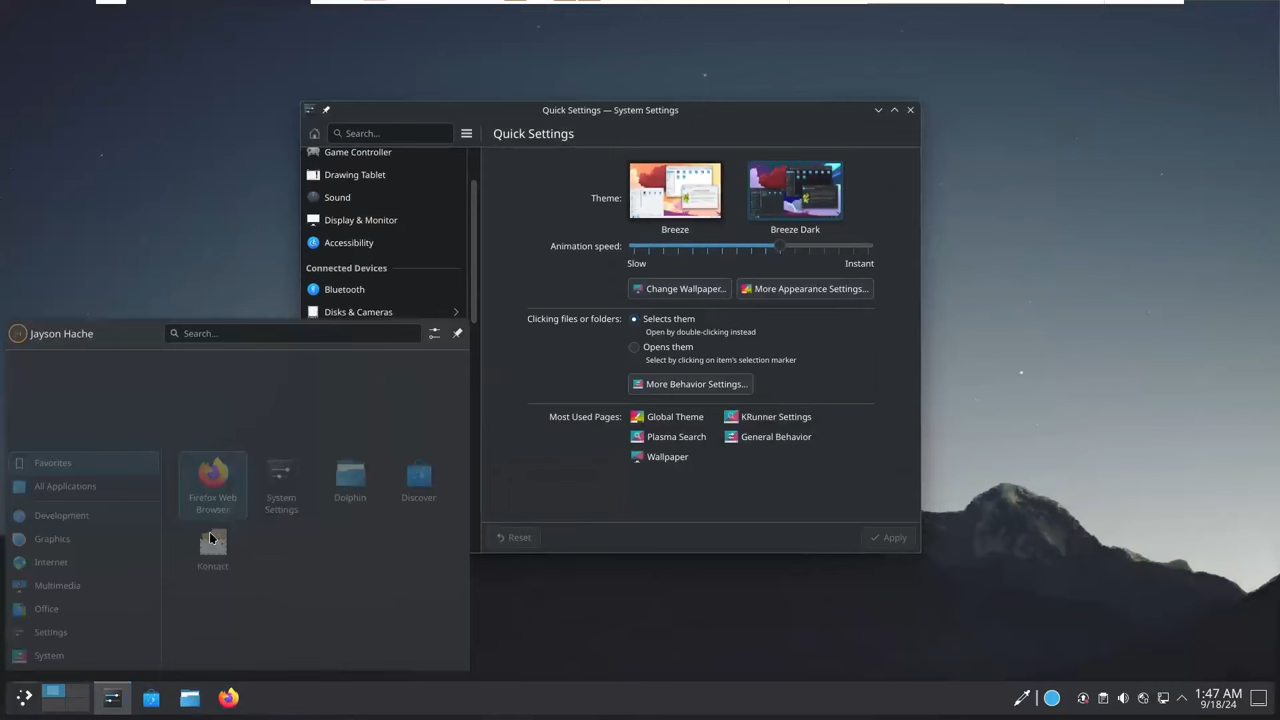 Quick Settings — System Settings
Search...
Quick Settings
Game Controller
Drawing Tablet
Sound
Display & Monitor
Accessibility
Connected Devices
Bluetooth
Disks & Cameras
Theme:
Breeze
Breeze Dark
Animation speed:
Slow
Instant
Change Wallpaper...
More Appearance Settings...
Clicking files or folders:
Selects them
Open by double-clicking instead
Opens them
Select by clicking on item's selection marker
More Behavior Settings...
Most Used Pages:
Global Theme
KRunner Settings
Plasma Search
General Behavior
Wallpaper
Reset
Apply
Jayson Hache
Search...
Favorites
All Applications
Development
Graphics
Internet
Multimedia
Office
Settings
System
Firefox Web
Browser
System
Settings
Dolphin
Discover
Kontact
1:47 AM
9/18/24